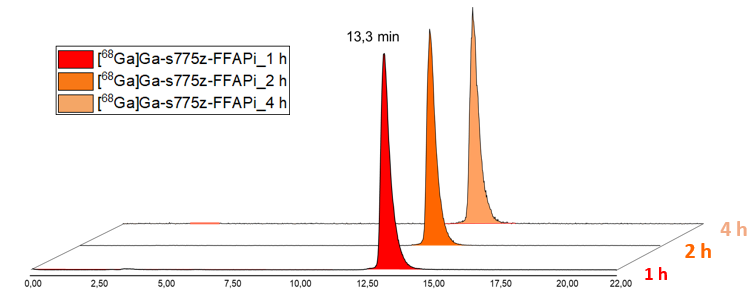 13,3 min
[⁶⁸Ga]Ga-s775z-FFAPi_1 h
[⁶⁸Ga]Ga-s775z-FFAPi_2 h
[⁶⁸Ga]Ga-s775z-FFAPi_4 h
4 h
2 h
1 h
0,00 2,50 5,00 7,50 10,00 12,50 15,00 17,50 20,00 22,00